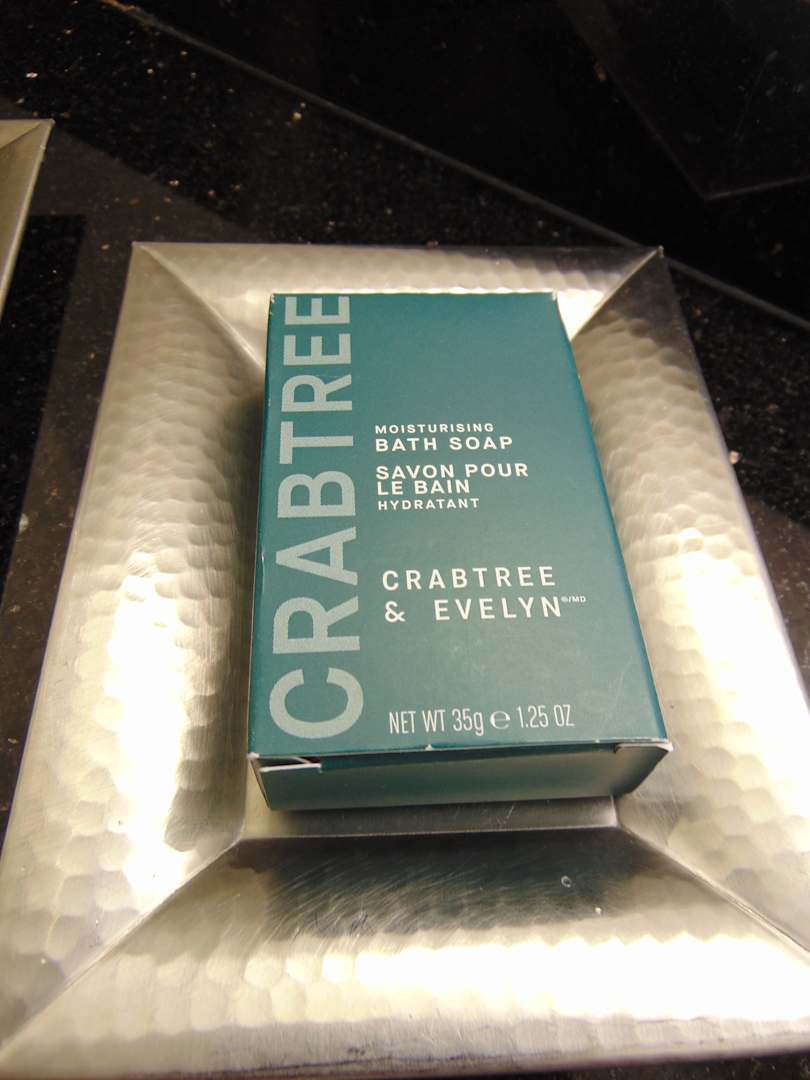 CRABTREE
MOISTURISING
BATH SOAP
SAVON POUR
LE BAIN
HYDRATANT
CRABTREE
& EVELYN®/MD
NET WT 35g ℮ 1.25 OZ